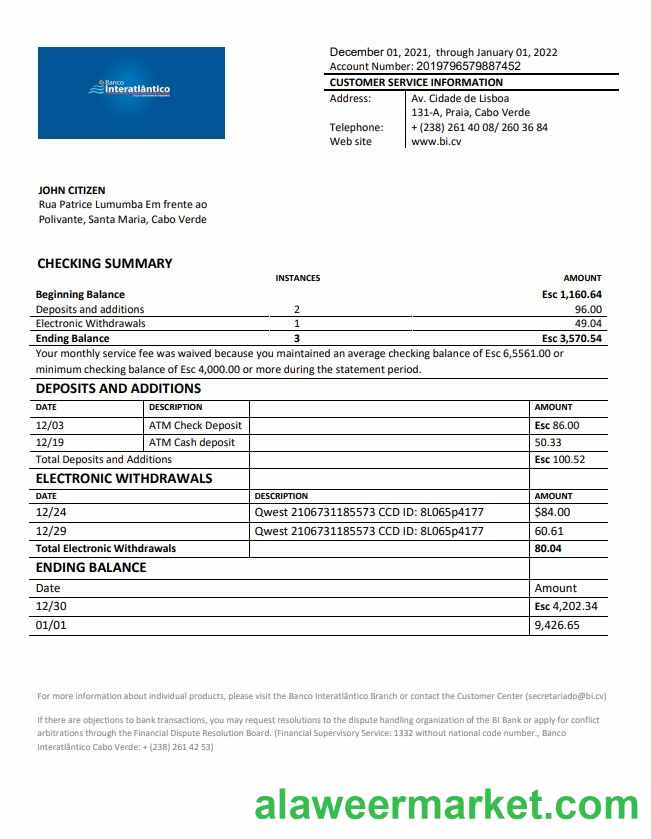 Banco
Interatlântico
December 01, 2021, through January 01, 2022
Account Number: 2019796579887452
CUSTOMER SERVICE INFORMATION
Address: Av. Cidade de Lisboa
131-A, Praia, Cabo Verde
Telephone: + (238) 261 40 08/ 260 36 84
Web site www.bi.cv
JOHN CITIZEN
Rua Patrice Lumumba Em frente ao
Polivante, Santa Maria, Cabo Verde
CHECKING SUMMARY
INSTANCES AMOUNT
Beginning Balance Esc 1,160.64
Deposits and additions 2 96.00
Electronic Withdrawals 1 49.04
Ending Balance 3 Esc 3,570.54
Your monthly service fee was waived because you maintained an average checking balance of Esc 6,5561.00 or
minimum checking balance of Esc 4,000.00 or more during the statement period.
DEPOSITS AND ADDITIONS
DATE DESCRIPTION AMOUNT
12/03 ATM Check Deposit Esc 86.00
12/19 ATM Cash deposit 50.33
Total Deposits and Additions Esc 100.52
ELECTRONIC WITHDRAWALS
DATE DESCRIPTION AMOUNT
12/24 Qwest 2106731185573 CCD ID: 8L065p4177 $84.00
12/29 Qwest 2106731185573 CCD ID: 8L065p4177 60.61
Total Electronic Withdrawals 80.04
ENDING BALANCE
Date Amount
12/30 Esc 4,202.34
01/01 9,426.65
For more information about individual products, please visit the Banco Interatlântico Branch or contact the Customer Center (secretariado@bi.cv)
If there are objections to bank transactions, you may request resolutions to the dispute handling organization of the BI Bank or apply for conflict
arbitrations through the Financial Dispute Resolution Board. (Financial Supervisory Service: 1332 without national code number., Banco
Interatlântico Cabo Verde: + (238) 261 42 53)
alaweermarket.com